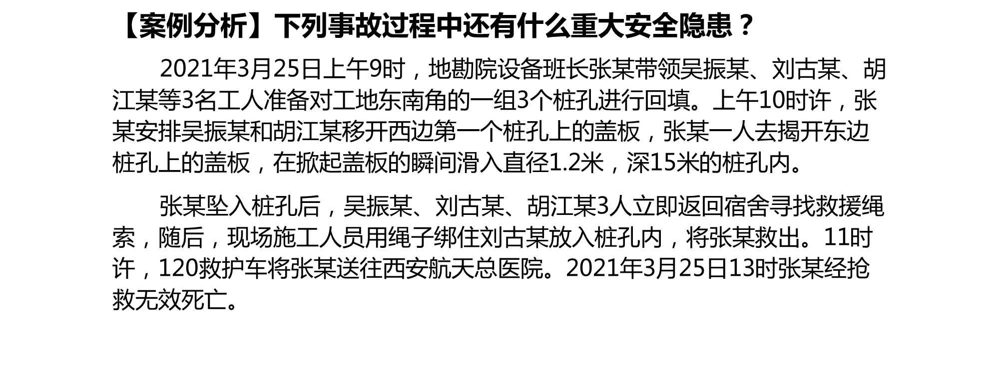 【案例分析】下列事故过程中还有什么重大安全隐患？
2021年3月25日上午9时，地勘院设备班长张某带领吴振某、刘古某、胡
江某等3名工人准备对工地东南角的一组3个桩孔进行回填。上午10时许，张
某安排吴振某和胡江某移开西边第一个桩孔上的盖板，张某一人去揭开东边
桩孔上的盖板，在掀起盖板的瞬间滑入直径1.2米，深15米的桩孔内。
张某坠入桩孔后，吴振某、刘古某、胡江某3人立即返回宿舍寻找救援绳
索，随后，现场施工人员用绳子绑住刘古某放入桩孔内，将张某救出。11时
许，120救护车将张某送往西安航天总医院。2021年3月25日13时张某经抢
救无效死亡。